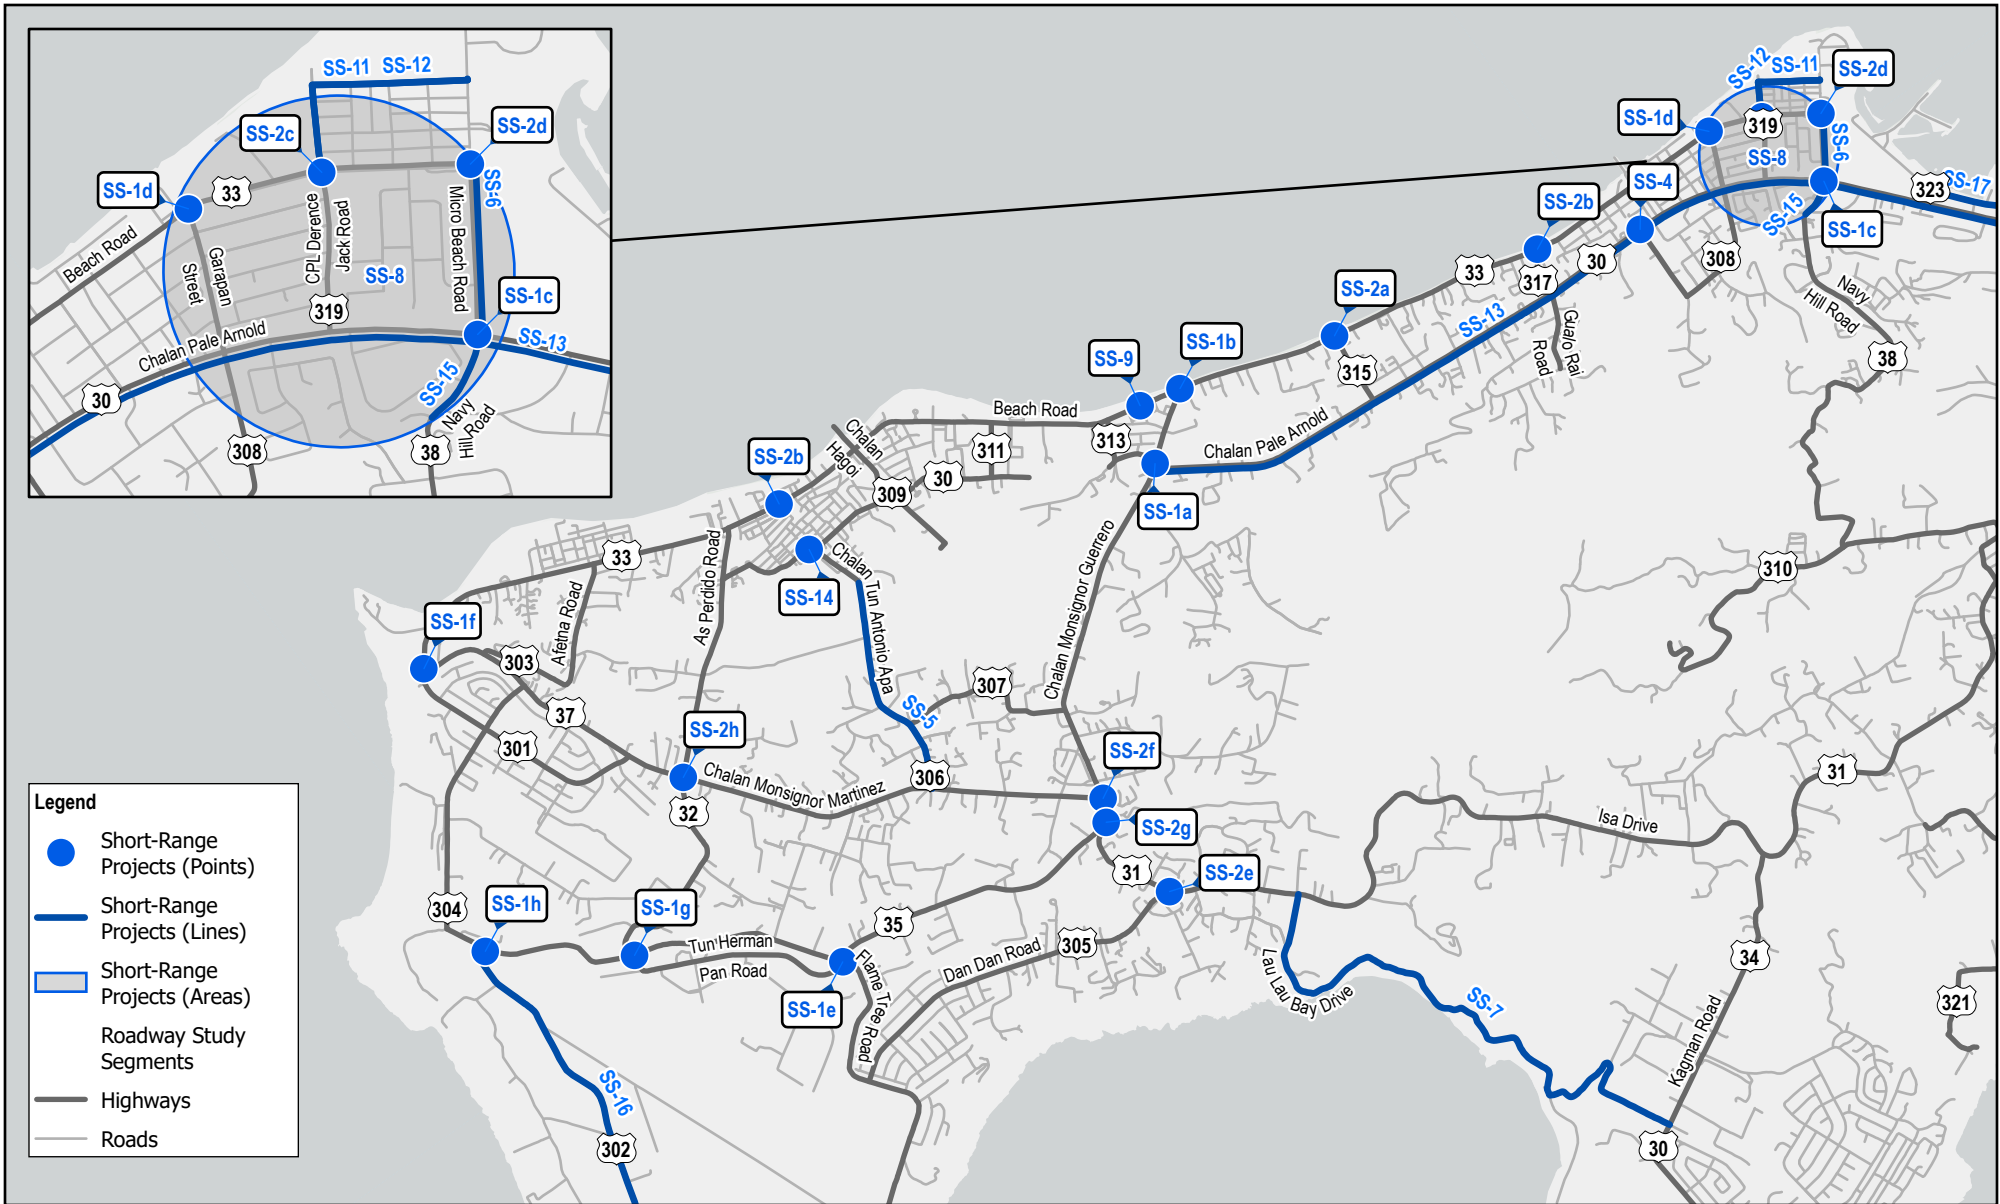 SS-11
SS-12
SS-2c
SS-2d
SS-1d
33
SS-6
CPL Derence
Jack Road
Micro Beach Road
Beach Road
Garapan
Street
SS-8
SS-1c
319
Chalan Pale Arnold
SS-13
SS-15
30
Navy
Hill Road
308
38
SS-12
SS-11
SS-2d
SS-1d
319
SS-6
SS-8
SS-4
323
SS-17
SS-2b
SS-15
SS-1c
33
30
308
317
SS-2a
Navy
Hill Road
SS-13
Gualo Rai
Road
SS-1b
SS-9
315
38
Beach Road
Chalan
Hagoi
313
311
Chalan Pale Arnold
SS-2b
30
309
SS-1a
33
As Perdido Road
Chalan Tun Antonio Apa
Chalan Monsignor Guerrero
310
SS-14
Afetna Road
SS-1f
303
307
37
SS-5
SS-2h
301
SS-2f
306
Chalan Monsignor Martinez
31
32
SS-2g
Isa Drive
31
SS-2e
304
SS-1h
SS-1g
35
Tun Herman
Pan Road
305
Dan Dan Road
Flame Tree Road
34
Lau Lau Bay Drive
SS-7
SS-1e
321
Kagman Road
SS-16
302
30
Legend
Short-Range
Projects (Points)
Short-Range
Projects (Lines)
Short-Range
Projects (Areas)
Roadway Study
Segments
Highways
Roads